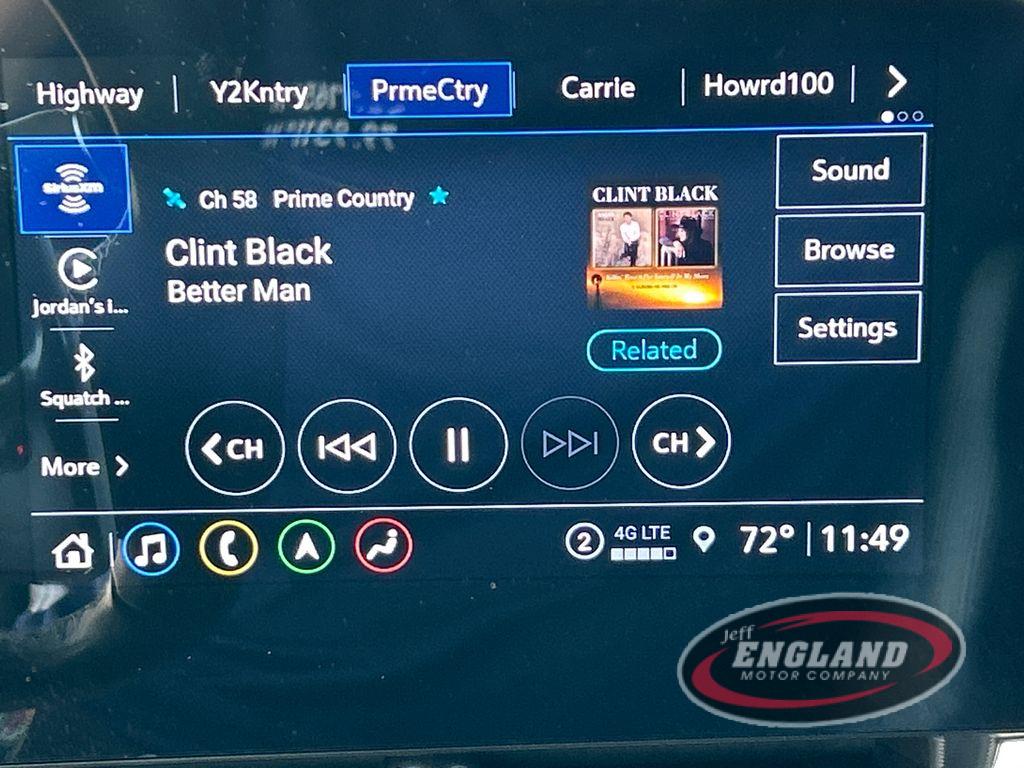 Highway
Y2Kntry
PrmeCtry
Carrie
Howrd100
SiriusXM
Ch 58 Prime Country
Clint Black
Better Man
CLINT BLACK
Related
Sound
Browse
Settings
Jordan's i...
Squatch ...
More
CH
CH
2
4G LTE
72°
11:49
Jeff
ENGLAND
MOTOR COMPANY